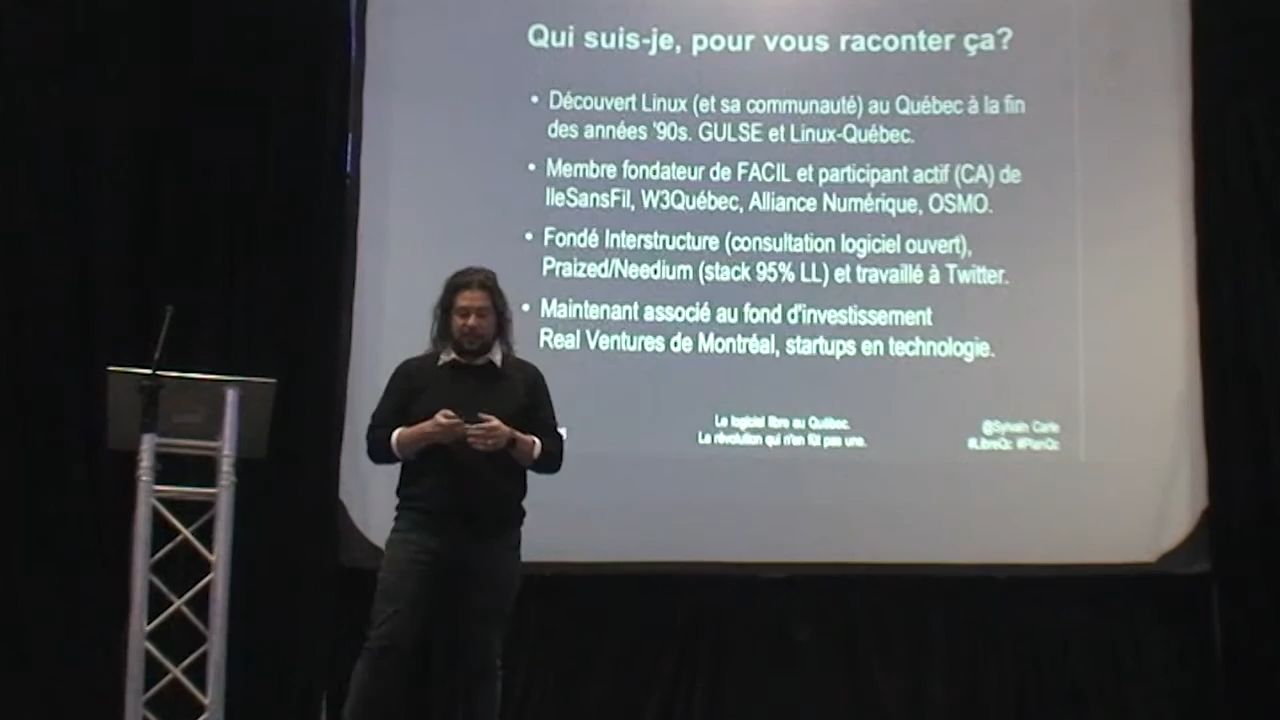 Qui suis-je, pour vous raconter ça?
• Découvert Linux (et sa communauté) au Québec à la fin
des années '90s. GULSE et Linux-Québec.
• Membre fondateur de FACIL et participant actif (CA) de
IleSansFil, W3Québec, Alliance Numérique, OSMO.
• Fondé Interstructure (consultation logiciel ouvert),
Praized/Needium (stack 95% LL) et travaillé à Twitter.
• Maintenant associé au fond d'investissement
Real Ventures de Montréal, startups en technologie.
Le logiciel libre au Québec.
La révolution qui n'en fût pas une.
@Sylvain Carle
#LibreQc #PlanQc